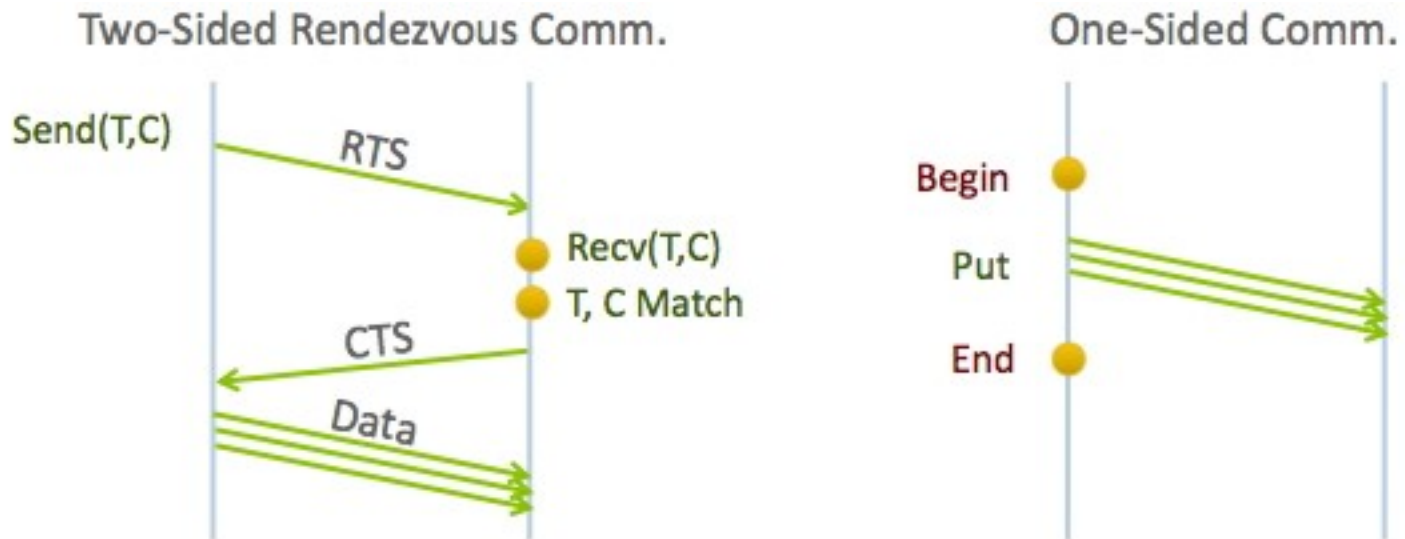 Two-Sided Rendezvous Comm.
Send(T,C)
RTS
Recv(T,C)
T, C Match
CTS
Data
One-Sided Comm.
Begin
Put
End